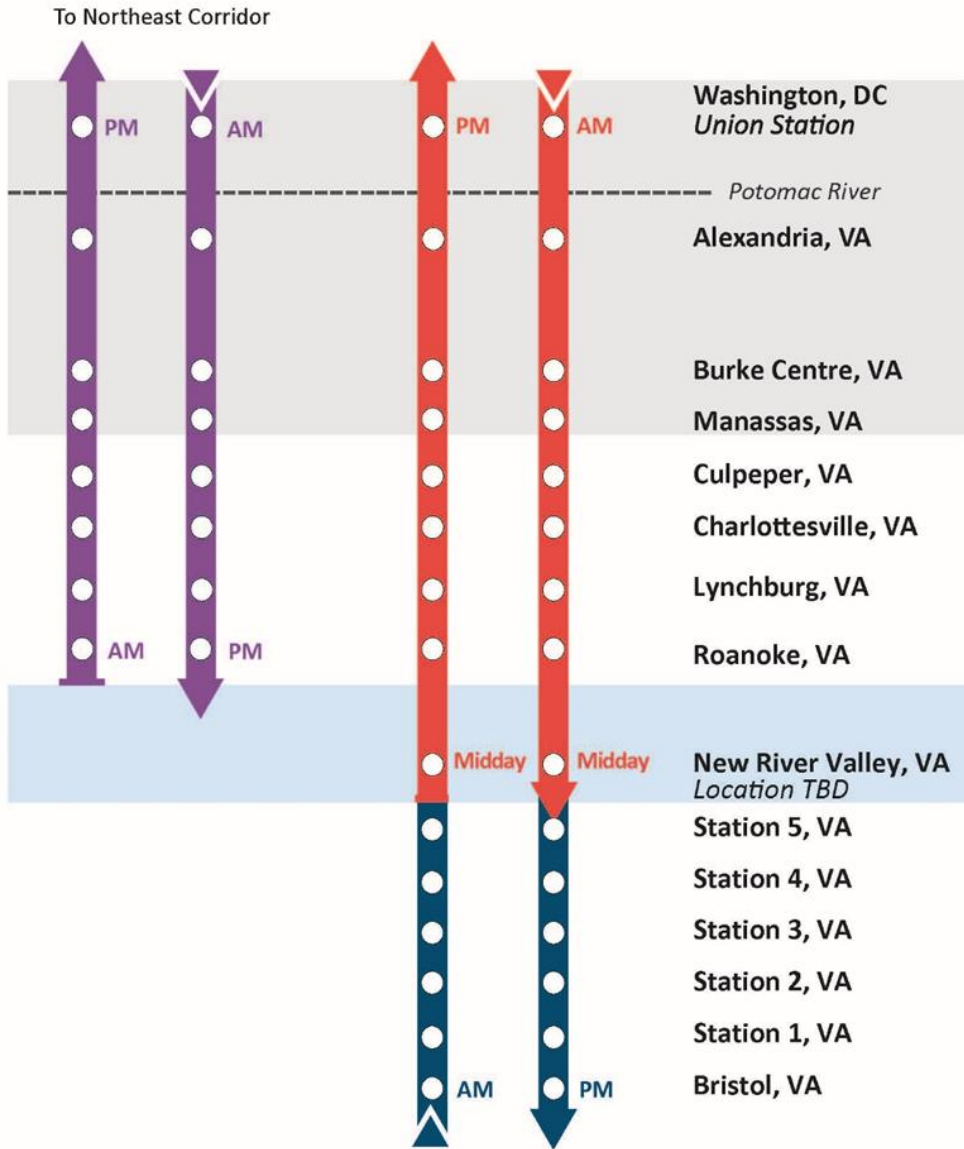 To Northeast Corridor
Washington, DC
PM AM PM AM Union Station
Potomac River
Alexandria, VA
Burke Centre, VA
Manassas, VA
Culpeper, VA
Charlottesville, VA
Lynchburg, VA
AM PM Roanoke, VA
Midday Midday New River Valley, VA
Location TBD
Station 5, VA
Station 4, VA
Station 3, VA
Station 2, VA
Station 1, VA
AM PM Bristol, VA